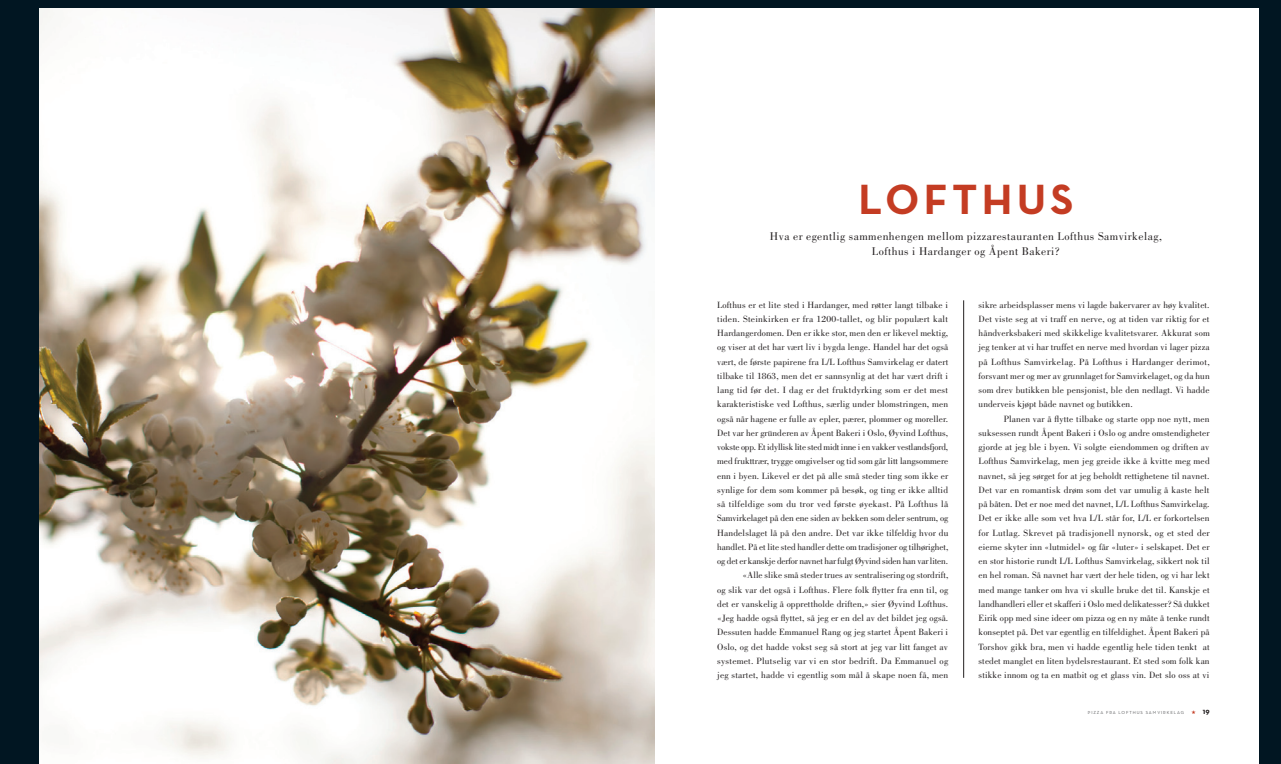 LOFTHUS
Hva er egentlig sammenhengen mellom pizzarestauranten Lofthus Samvirkelag,
Lofthus i Hardanger og Åpent Bakeri?
Lofthus er et lite sted i Hardanger, med røtter langt tilbake i
tiden. Steinkirken er fra 1200-tallet, og blir populært kalt
Hardangerdomen. Den er ikke stor, men den er likevel mektig,
og viser at det har vært liv i bygda lenge. Handel har det også
vært, de første papirene fra L/L Lofthus Samvirkelag er datert
tilbake til 1863, men det er sannsynlig at det har vært drift i
lang tid før det. I dag er det fruktdyrking som er det mest
karakteristiske ved Lofthus, særlig under blomstringen, men
også når hagene er fulle av epler, pærer, plommer og moreller.
Det var her gründeren av Åpent Bakeri i Oslo, Øyvind Lofthus,
vokste opp. Et idyllisk lite sted midt inne i en vakker vestlandsfjord,
med frukttrær, trygge omgivelser og tid som går litt langsommere
enn i byen. Likevel er det på alle små steder ting som ikke er
synlige for dem som kommer på besøk, og ting er ikke alltid
så tilfeldige som du tror ved første øyekast. På Lofthus lå
Samvirkelaget på den ene siden av bekken som deler sentrum, og
Handelslaget lå på den andre. Det var ikke tilfeldig hvor du
handlet. På et lite sted handler dette om tradisjoner og tilhørighet,
og det er kanskje derfor navnet har fulgt Øyvind siden han var liten.
«Alle slike små steder trues av sentralisering og stordrift,
og slik var det også i Lofthus. Flere folk flytter fra enn til, og
det er vanskelig å opprettholde driften,» sier Øyvind Lofthus.
«Jeg hadde også flyttet, så jeg er en del av det bildet jeg også.
Dessuten hadde Emmanuel Rang og jeg startet Åpent Bakeri i
Oslo, og det hadde vokst seg så stort at jeg var litt fanget av
systemet. Plutselig var vi en stor bedrift. Da Emmanuel og
jeg startet, hadde vi egentlig som mål å skape noen få, men
sikre arbeidsplasser mens vi lagde bakervarer av høy kvalitet.
Det viste seg at vi traff en nerve, og at tiden var riktig for et
håndverksbakeri med skikkelige kvalitetsvarer. Akkurat som
jeg tenker at vi har truffet en nerve med hvordan vi lager pizza
på Lofthus Samvirkelag. På Lofthus i Hardanger derimot,
forsvant mer og mer av grunnlaget for Samvirkelaget, og da hun
som drev butikken ble pensjonist, ble den nedlagt. Vi hadde
underveis kjøpt både navnet og butikken.
Planen var å flytte tilbake og starte opp noe nytt, men
suksessen rundt Åpent Bakeri i Oslo og andre omstendigheter
gjorde at jeg ble i byen. Vi solgte eiendommen og driften av
Lofthus Samvirkelag, men jeg greide ikke å kvitte meg med
navnet, så jeg sørget for at jeg beholdt rettighetene til navnet.
Det var en romantisk drøm som det var umulig å kaste helt
på båten. Det er noe med det navnet, L/L Lofthus Samvirkelag.
Det er ikke alle som vet hva L/L står for, L/L er forkortelsen
for Lutlag. Skrevet på tradisjonell nynorsk, og et sted der
eierne skyter inn «lutmidel» og får «luter» i selskapet. Det er
en stor historie rundt L/L Lofthus Samvirkelag, sikkert nok til
en hel roman. Så navnet har vært der hele tiden, og vi har lekt
med mange tanker om hva vi skulle bruke det til. Kanskje et
landhandleri eller et skafferi i Oslo med delikatesser? Så dukket
Eirik opp med sine ideer om pizza og en ny måte å tenke rundt
konseptet på. Det var egentlig en tilfeldighet. Åpent Bakeri på
Torshov gikk bra, men vi hadde egentlig hele tiden tenkt at
stedet manglet en liten bydelsrestaurant. Et sted som folk kan
stikke innom og ta en matbit og et glass vin. Det slo oss at vi
PIZZA FRA LOFTHUS SAMVIRKELAG • 19